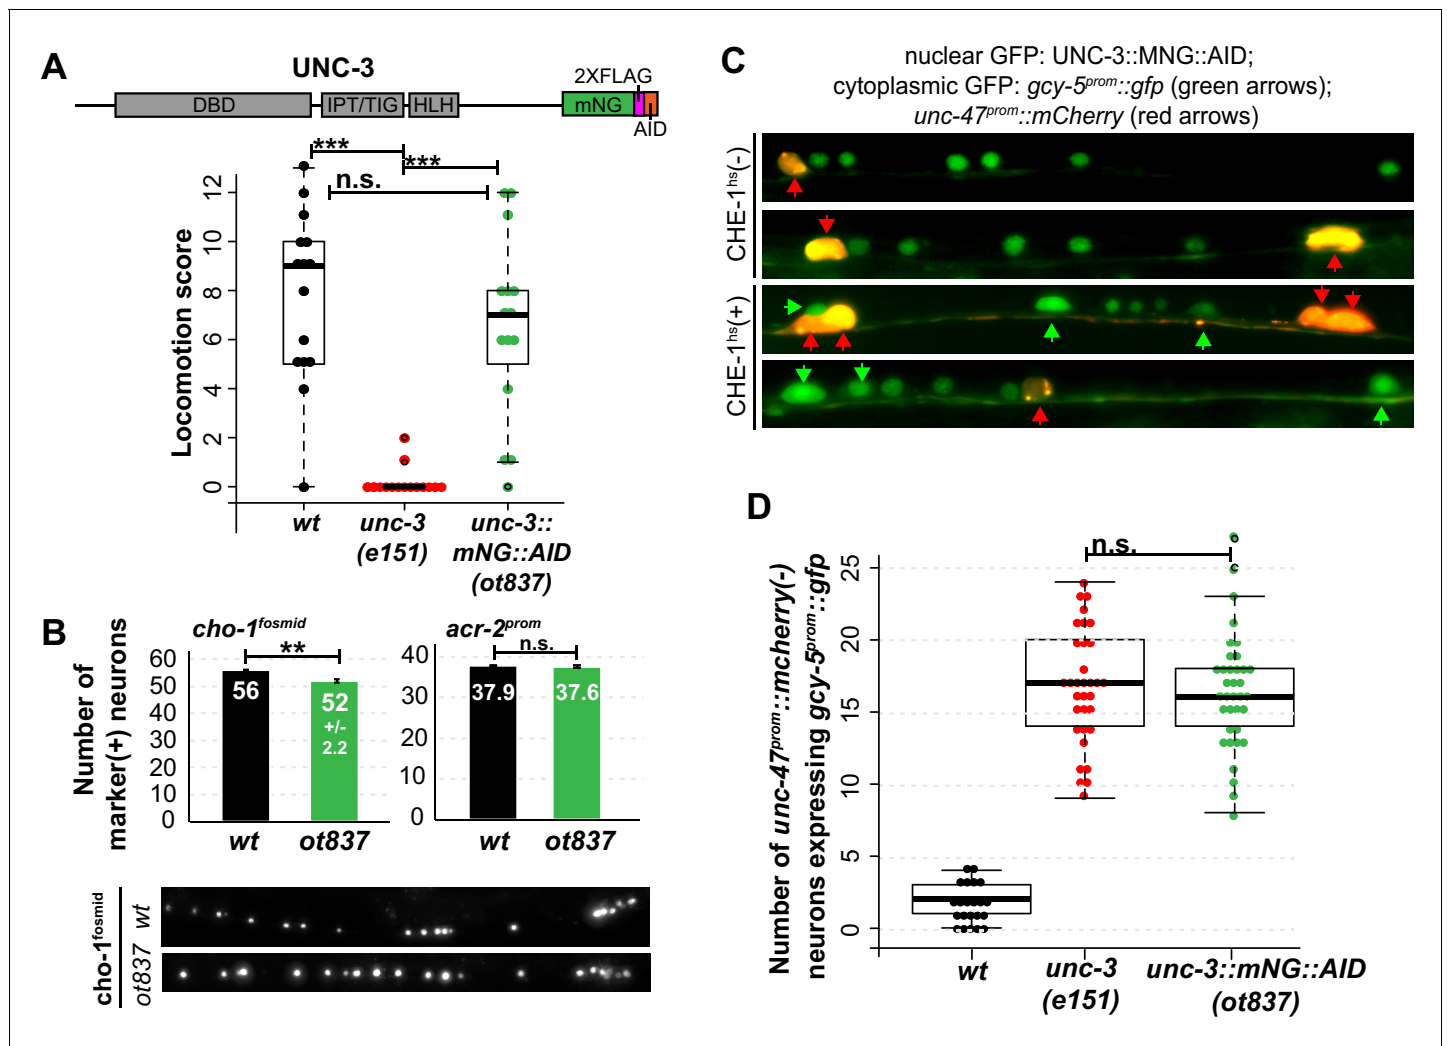 A
UNC-3
2XFLAG
DBD
IPT/TIG
HLH
mNG
AID
***
***
n.s.
Locomotion score
12
10
8
6
4
2
0
wt
unc-3
(e151)
unc-3::
mNG::AID
(ot837)
B
cho-1fosmid
acr-2prom
Number of
marker(+) neurons
**
n.s.
60
50
40
30
20
10
0
56
52
+/-
2.2
40
30
20
10
0
37.9
37.6
wt
ot837
wt
ot837
cho-1fosmid
wt
ot837
C
nuclear GFP: UNC-3::MNG::AID;
cytoplasmic GFP: gcy-5prom::gfp (green arrows);
unc-47prom::mCherry (red arrows)
CHE-1hs(-)
CHE-1hs(+)
D
Number of unc-47prom::mcherry(-)
neurons expressing gcy-5prom::gfp
n.s.
25
20
15
10
5
0
wt
unc-3
(e151)
unc-3::mNG::AID
(ot837)